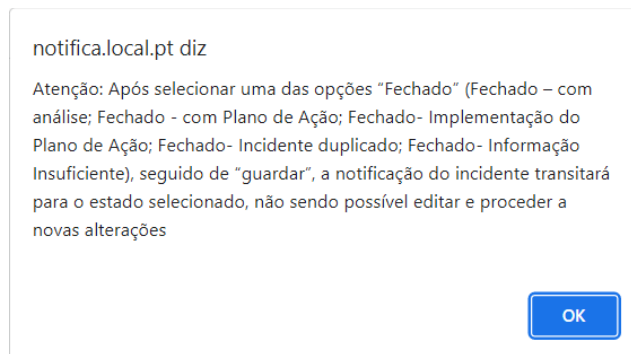 notifica.local.pt diz
Atenção: Após selecionar uma das opções “Fechado” (Fechado – com
análise; Fechado - com Plano de Ação; Fechado- Implementação do
Plano de Ação; Fechado- Incidente duplicado; Fechado- Informação
Insuficiente), seguido de “guardar”, a notificação do incidente transitará
para o estado selecionado, não sendo possível editar e proceder a
novas alterações
OK